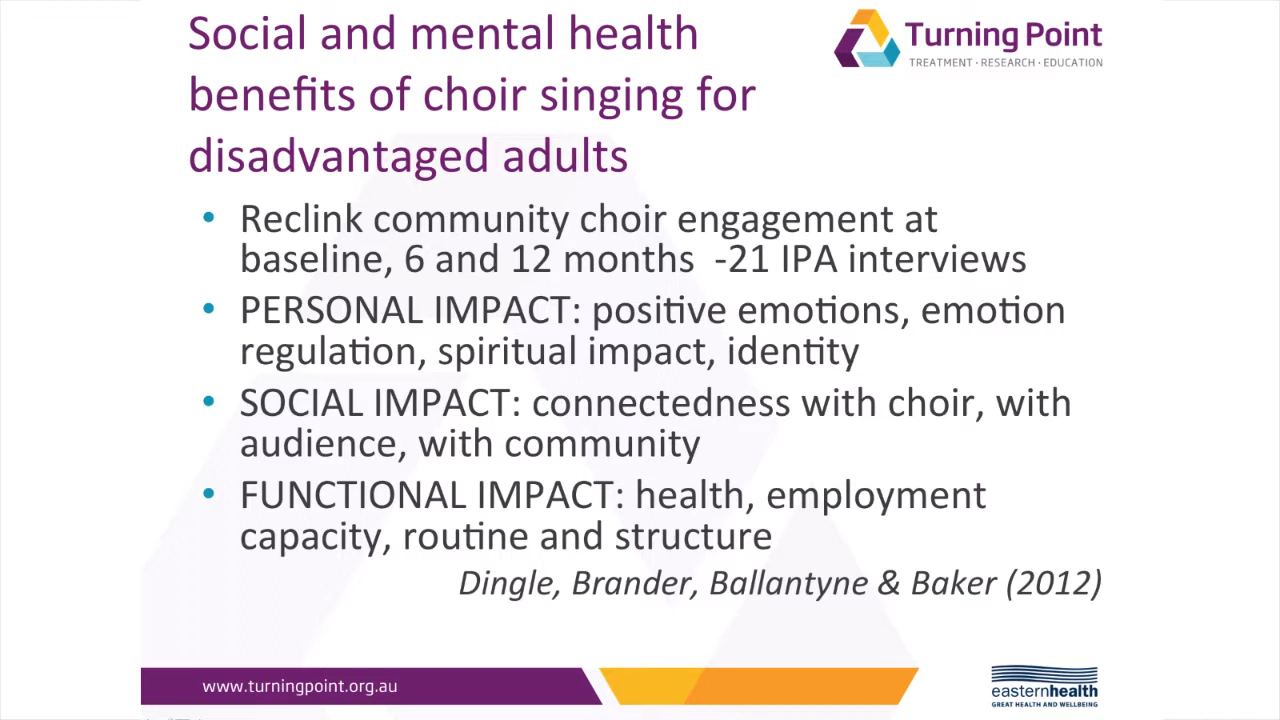 Social and mental health
benefits of choir singing for
disadvantaged adults
Turning Point
TREATMENT · RESEARCH · EDUCATION
• Reclink community choir engagement at
baseline, 6 and 12 months -21 IPA interviews
• PERSONAL IMPACT: positive emotions, emotion
regulation, spiritual impact, identity
• SOCIAL IMPACT: connectedness with choir, with
audience, with community
• FUNCTIONAL IMPACT: health, employment
capacity, routine and structure
Dingle, Brander, Ballantyne & Baker (2012)
www.turningpoint.org.au
easternhealth
GREAT HEALTH AND WELLBEING